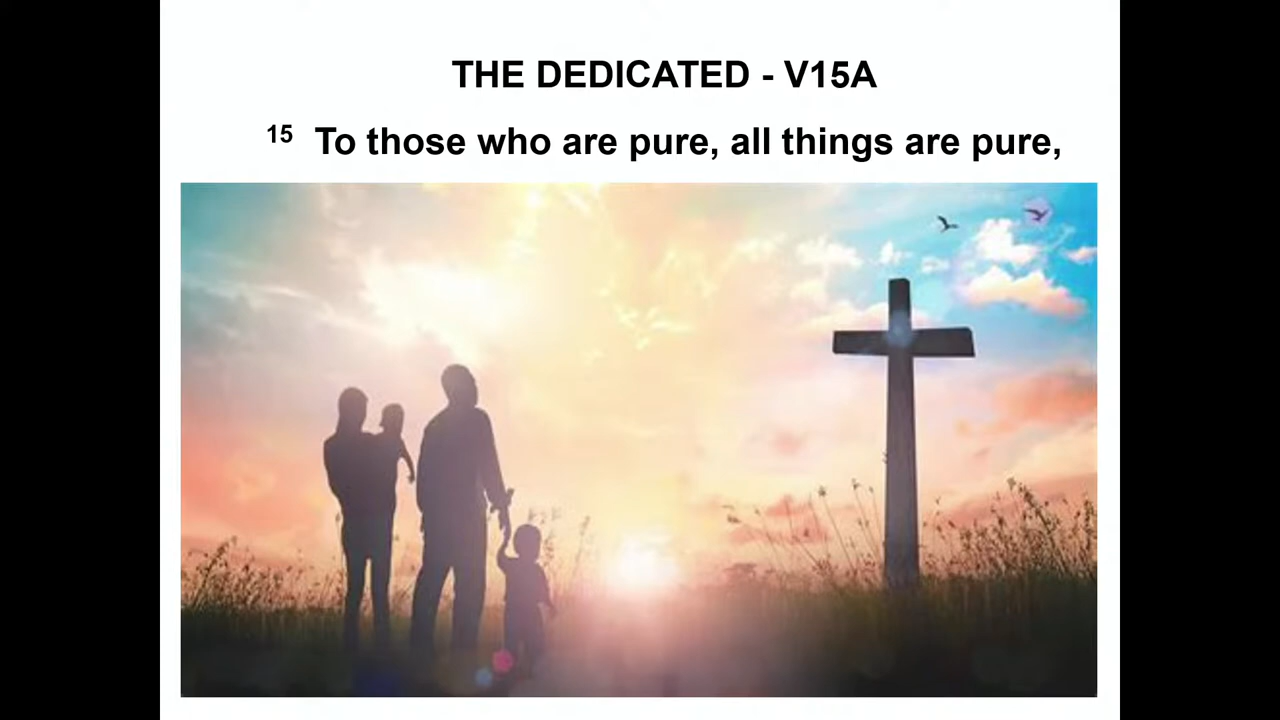 THE DEDICATED - V15A
15 To those who are pure, all things are pure,